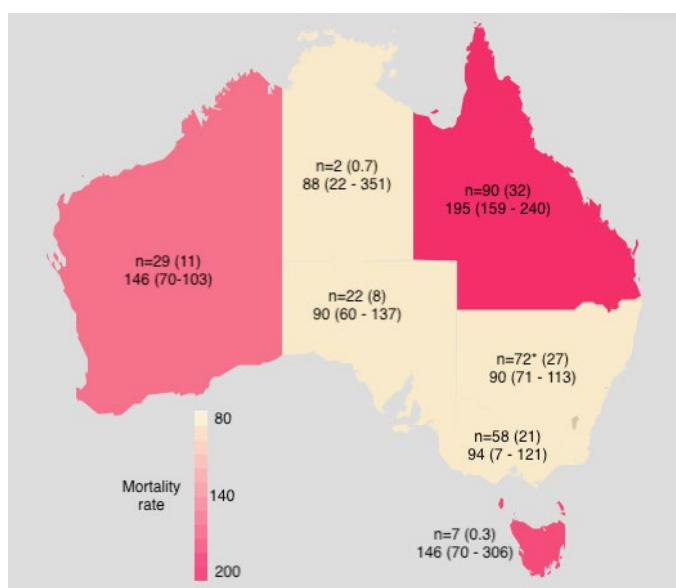 n=2 (0.7)
88 (22 - 351)
n=90 (32)
195 (159 - 240)
n=29 (11)
146 (70-103)
n=22 (8)
90 (60 - 137)
n=72* (27)
90 (71 - 113)
n=58 (21)
94 (7 - 121)
n=7 (0.3)
146 (70 - 306)
Mortality
rate
80
140
200